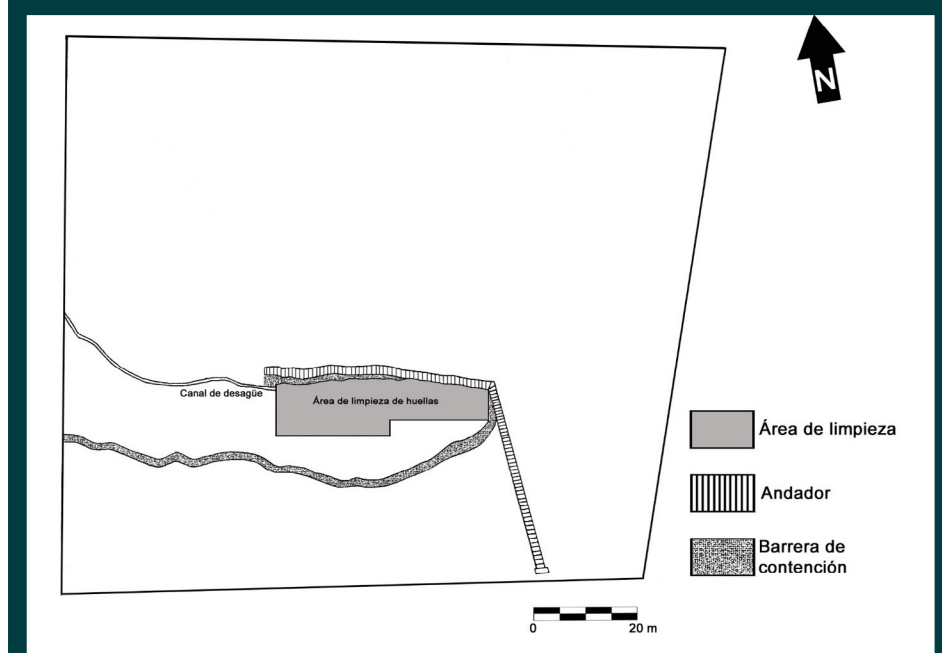 N
Canal de desagüe
Área de limpieza de huellas
Área de limpieza
Andador
Barrera de
contención
0
20 m